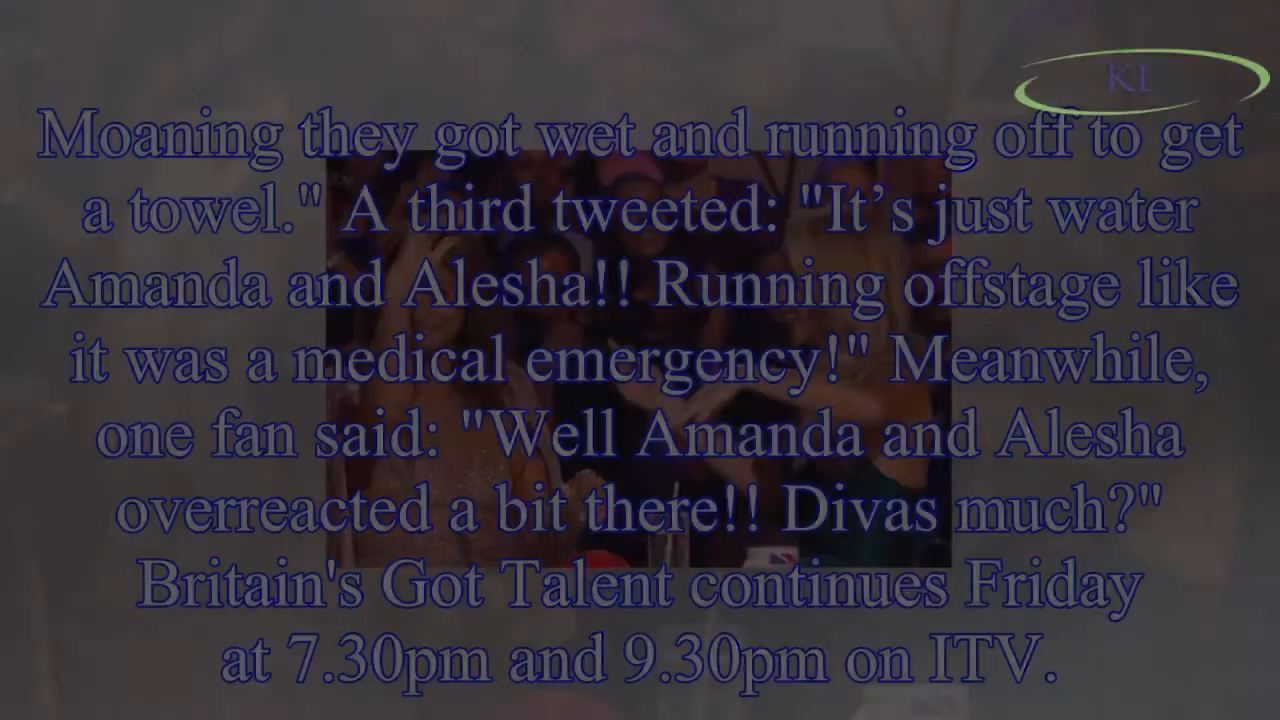 KL
Moaning they got wet and running off to get
a towel." A third tweeted: "It’s just water
Amanda and Alesha!! Running offstage like
it was a medical emergency!" Meanwhile,
one fan said: "Well Amanda and Alesha
overreacted a bit there!! Divas much?"
Britain's Got Talent continues Friday
at 7.30pm and 9.30pm on ITV.